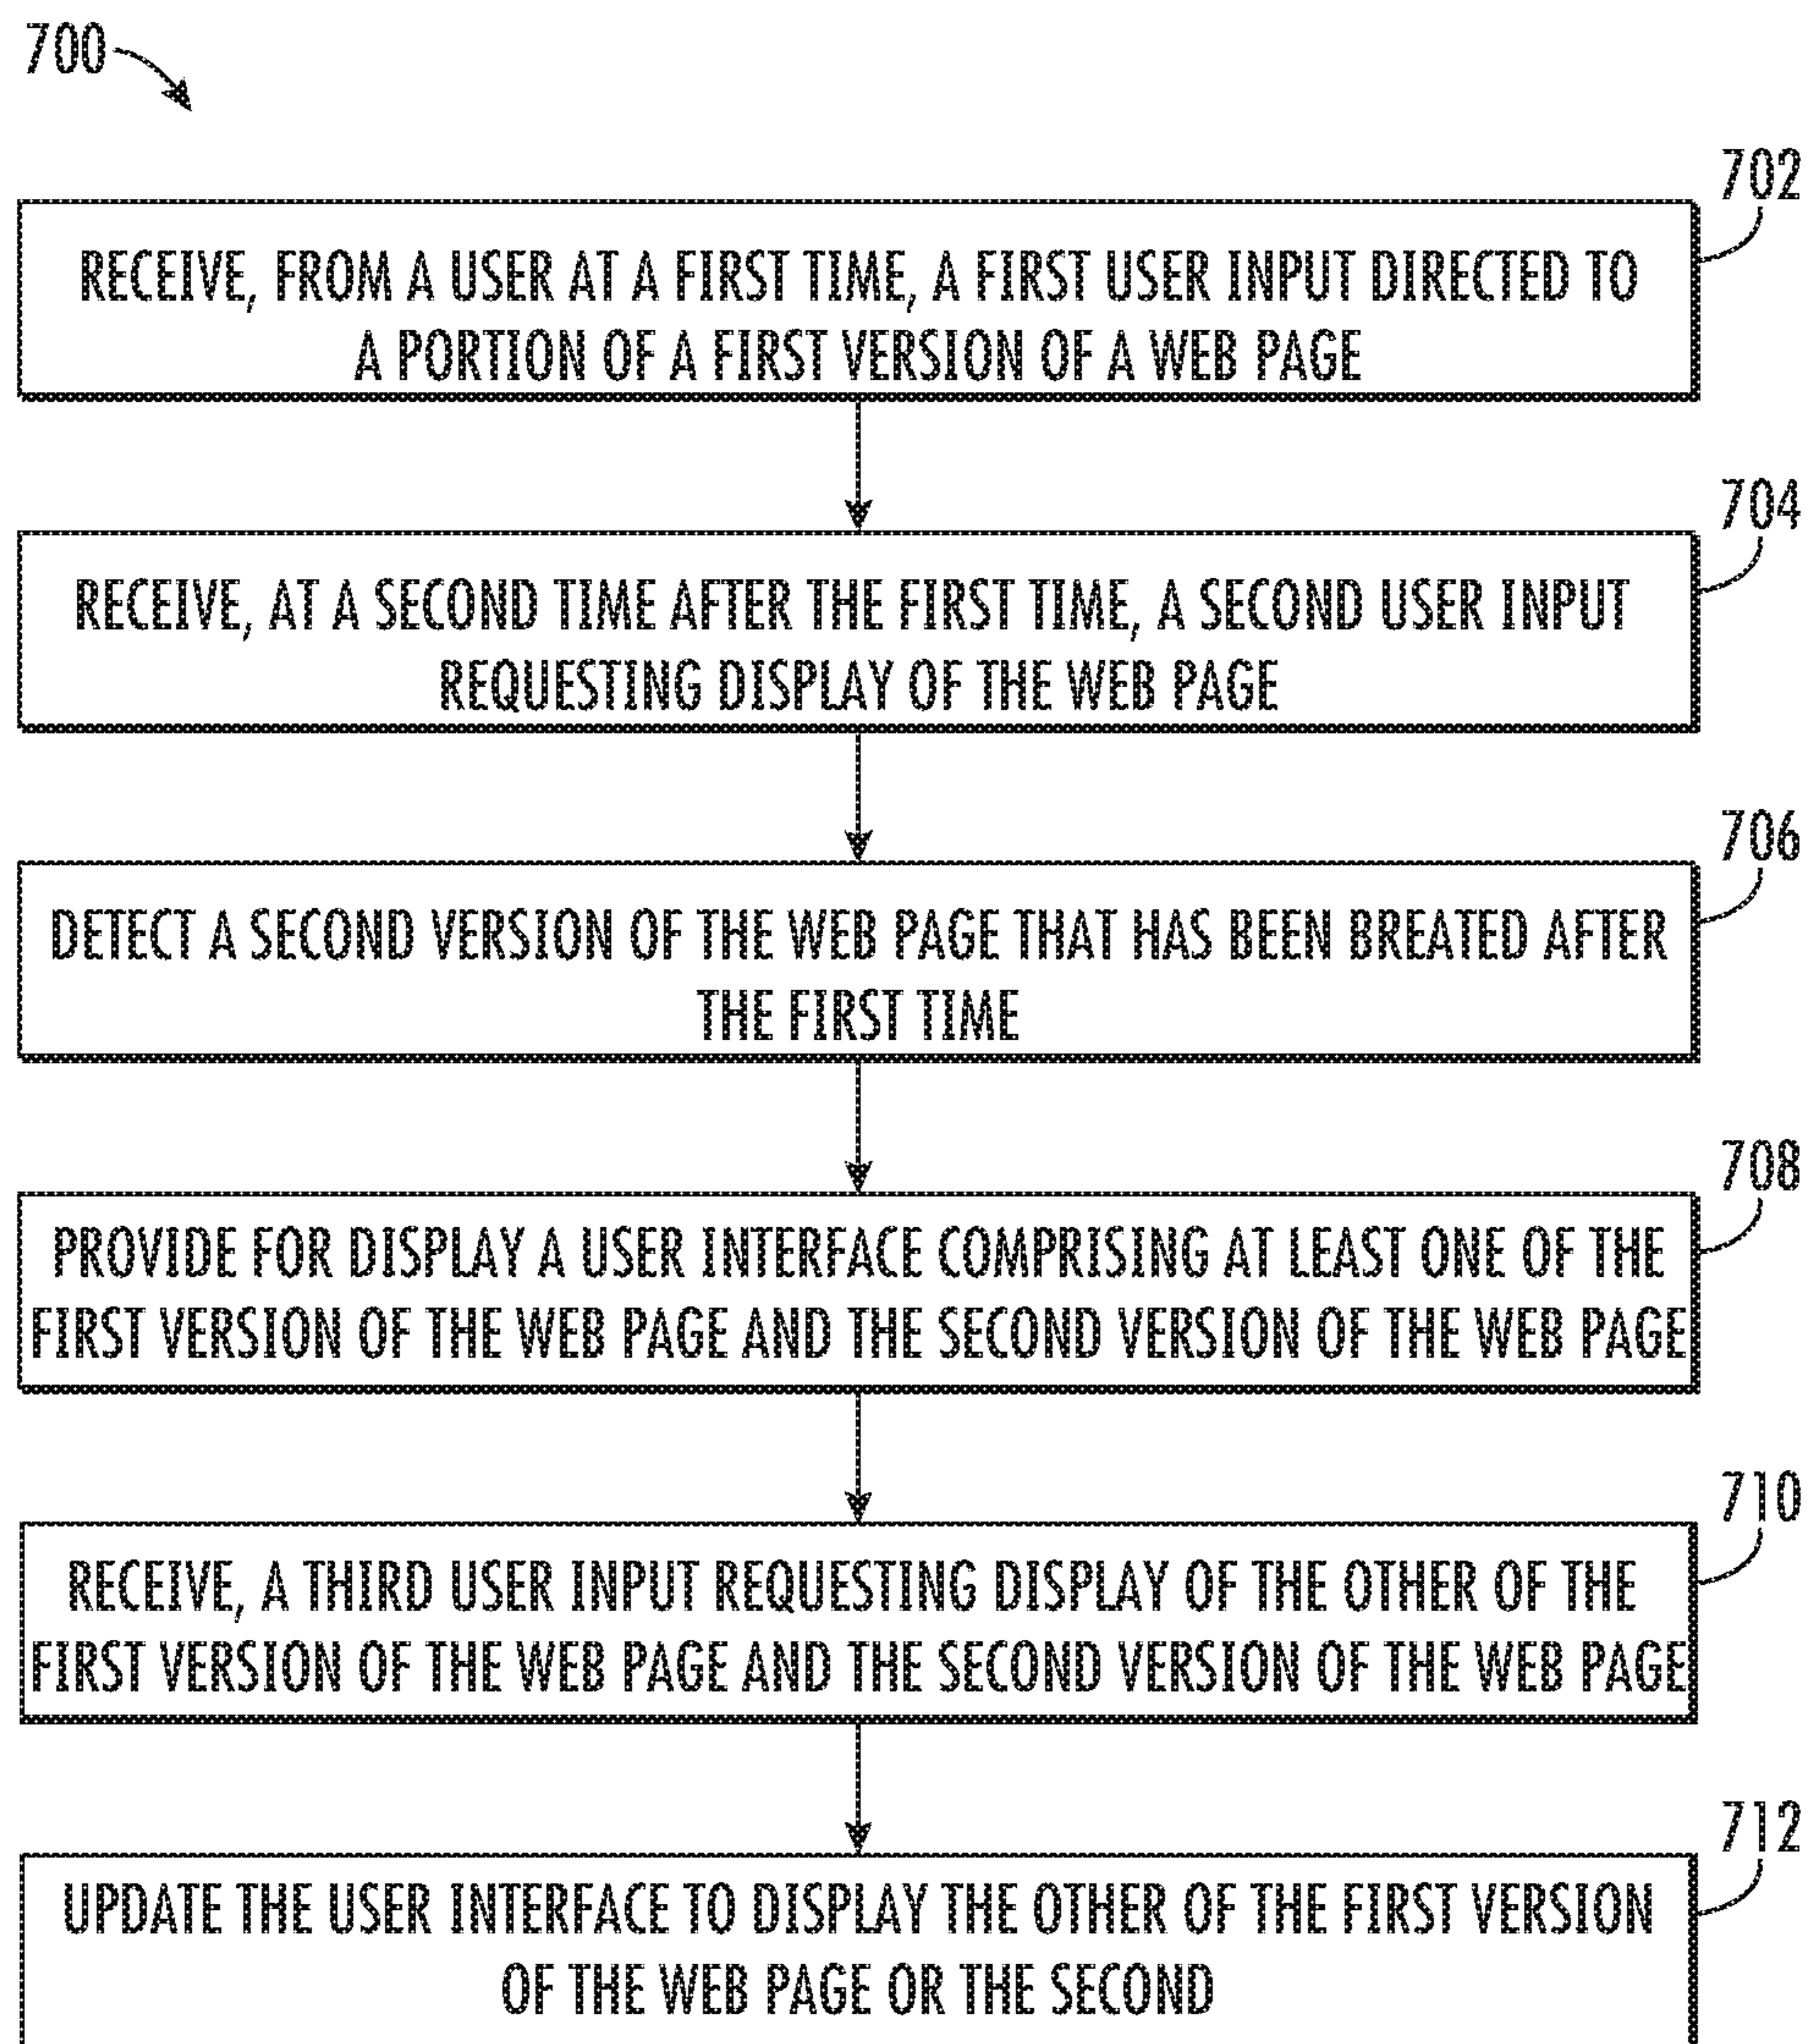 700
702
RECEIVE, FROM A USER AT A FIRST TIME, A FIRST USER INPUT DIRECTED TO
A PORTION OF A FIRST VERSION OF A WEB PAGE
704
RECEIVE, AT A SECOND TIME AFTER THE FIRST TIME, A SECOND USER INPUT
REQUESTING DISPLAY OF THE WEB PAGE
706
DETECT A SECOND VERSION OF THE WEB PAGE THAT HAS BEEN BREATED AFTER
THE FIRST TIME
708
PROVIDE FOR DISPLAY A USER INTERFACE COMPRISING AT LEAST ONE OF THE
FIRST VERSION OF THE WEB PAGE AND THE SECOND VERSION OF THE WEB PAGE
710
RECEIVE, A THIRD USER INPUT REQUESTING DISPLAY OF THE OTHER OF THE
FIRST VERSION OF THE WEB PAGE AND THE SECOND VERSION OF THE WEB PAGE
712
UPDATE THE USER INTERFACE TO DISPLAY THE OTHER OF THE FIRST VERSION
OF THE WEB PAGE OR THE SECOND